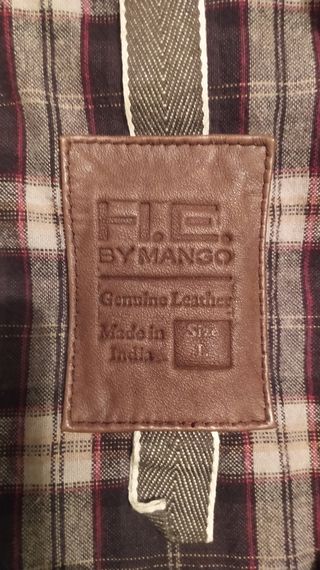 H.E.
BY MANGO
Genuine Leather
Made in
India
Size
L